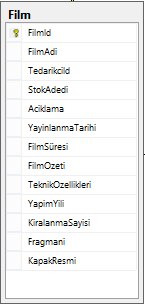 Film
FilmId
FilmAdi
TedarikciId
StokAdedi
Aciklama
YayinlanmaTarihi
FilmSüresi
FilmOzeti
TeknikOzellikleri
YapimYili
KiralanmaSayisi
Fragmani
KapakResmi